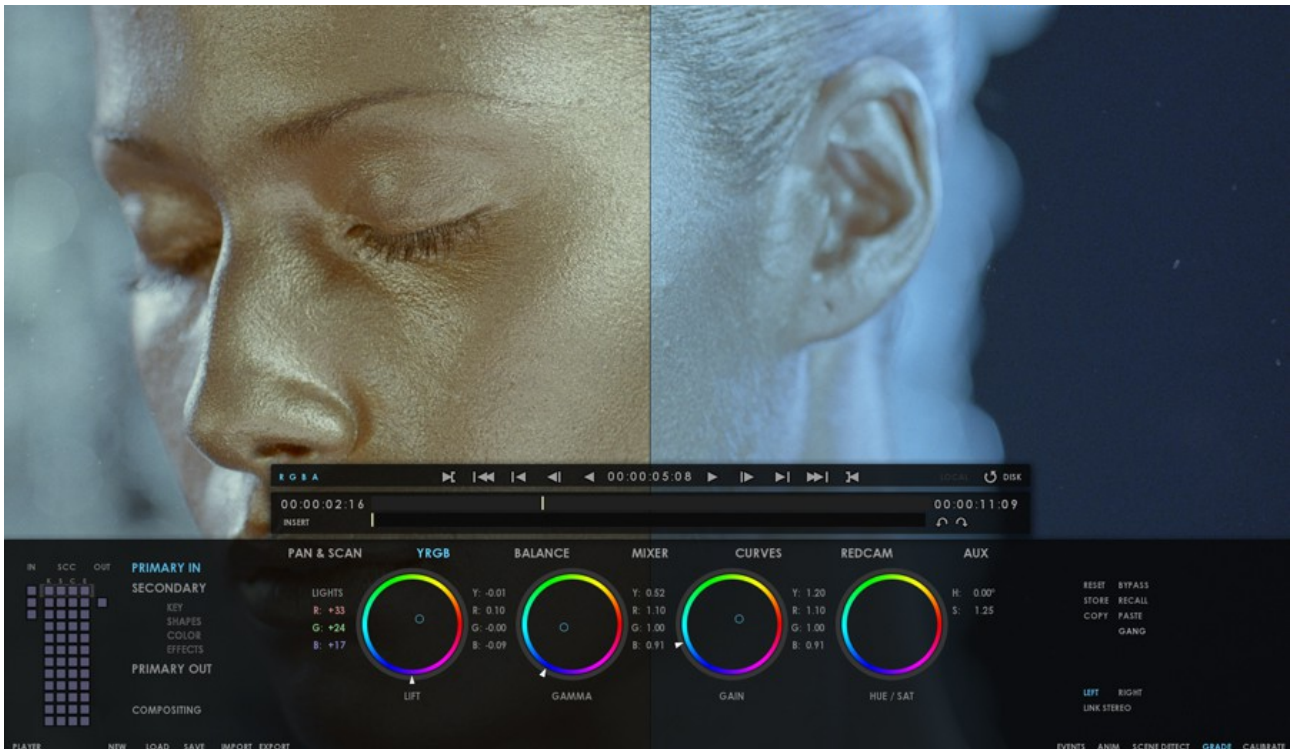 RGBA 00:00:05:08 LOCAL DISK
00:00:02:16 00:00:11:09
INSERT
PAN & SCAN YRGB BALANCE MIXER CURVES REDCAM AUX
IN SCC OUT
K S C E
PRIMARY IN
SECONDARY
KEY
SHAPES
COLOR
EFFECTS
PRIMARY OUT
COMPOSITING
LIGHTS
R: +33
G: +24
B: +17
LIFT
Y: -0.01
R: 0.10
G: -0.00
B: -0.09
GAMMA
Y: 0.52
R: 1.10
G: 1.00
B: 0.91
GAIN
Y: 1.20
R: 1.10
G: 1.00
B: 0.91
HUE / SAT
H: 0.00°
S: 1.25
RESET BYPASS
STORE RECALL
COPY PASTE
GANG
LEFT RIGHT
LINK STEREO
PLAYER NEW LOAD SAVE IMPORT EXPORT EVENTS ANIM SCENE DETECT GRADE CALIBRATE